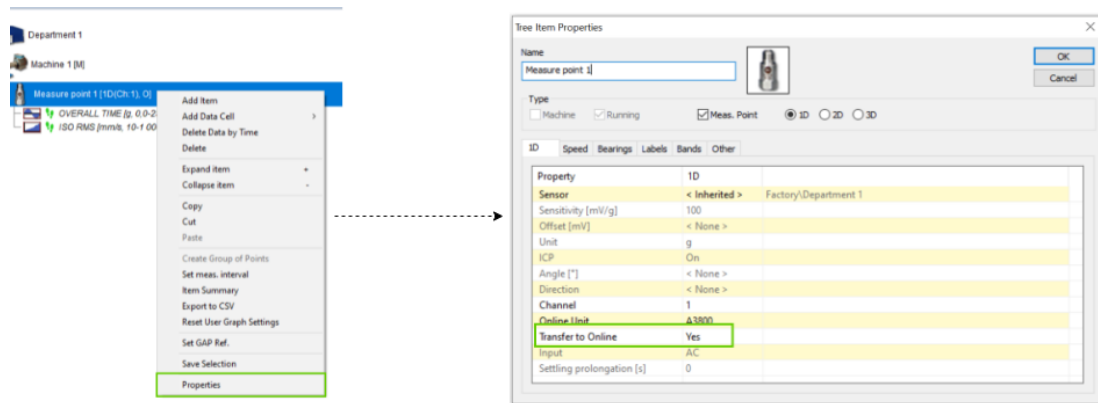 Department 1
Machine 1 [M]
Measure point 1 [1D(Ch:1), O]
OVERALL TIME [g, 0,0-2
ISO RMS [mm/s, 10-1 00
Add Item
Add Data Cell >
Delete Data by Time
Delete
Expand item +
Collapse item -
Copy
Cut
Paste
Create Group of Points
Set meas. interval
Item Summary
Export to CSV
Reset User Graph Settings
Set GAP Ref.
Save Selection
Properties
Tree Item Properties
Name
Measure point 1
OK
Cancel
Type
Machine Running Meas. Point 1D 2D 3D
1D Speed Bearings Labels Bands Other
Property 1D
Sensor < Inherited > Factory\Department 1
Sensitivity [mV/g] 100
Offset [mV] < None >
Unit g
ICP On
Angle [°] < None >
Direction < None >
Channel 1
Online Unit A3800
Transfer to Online Yes
Input AC
Settling prolongation [s] 0